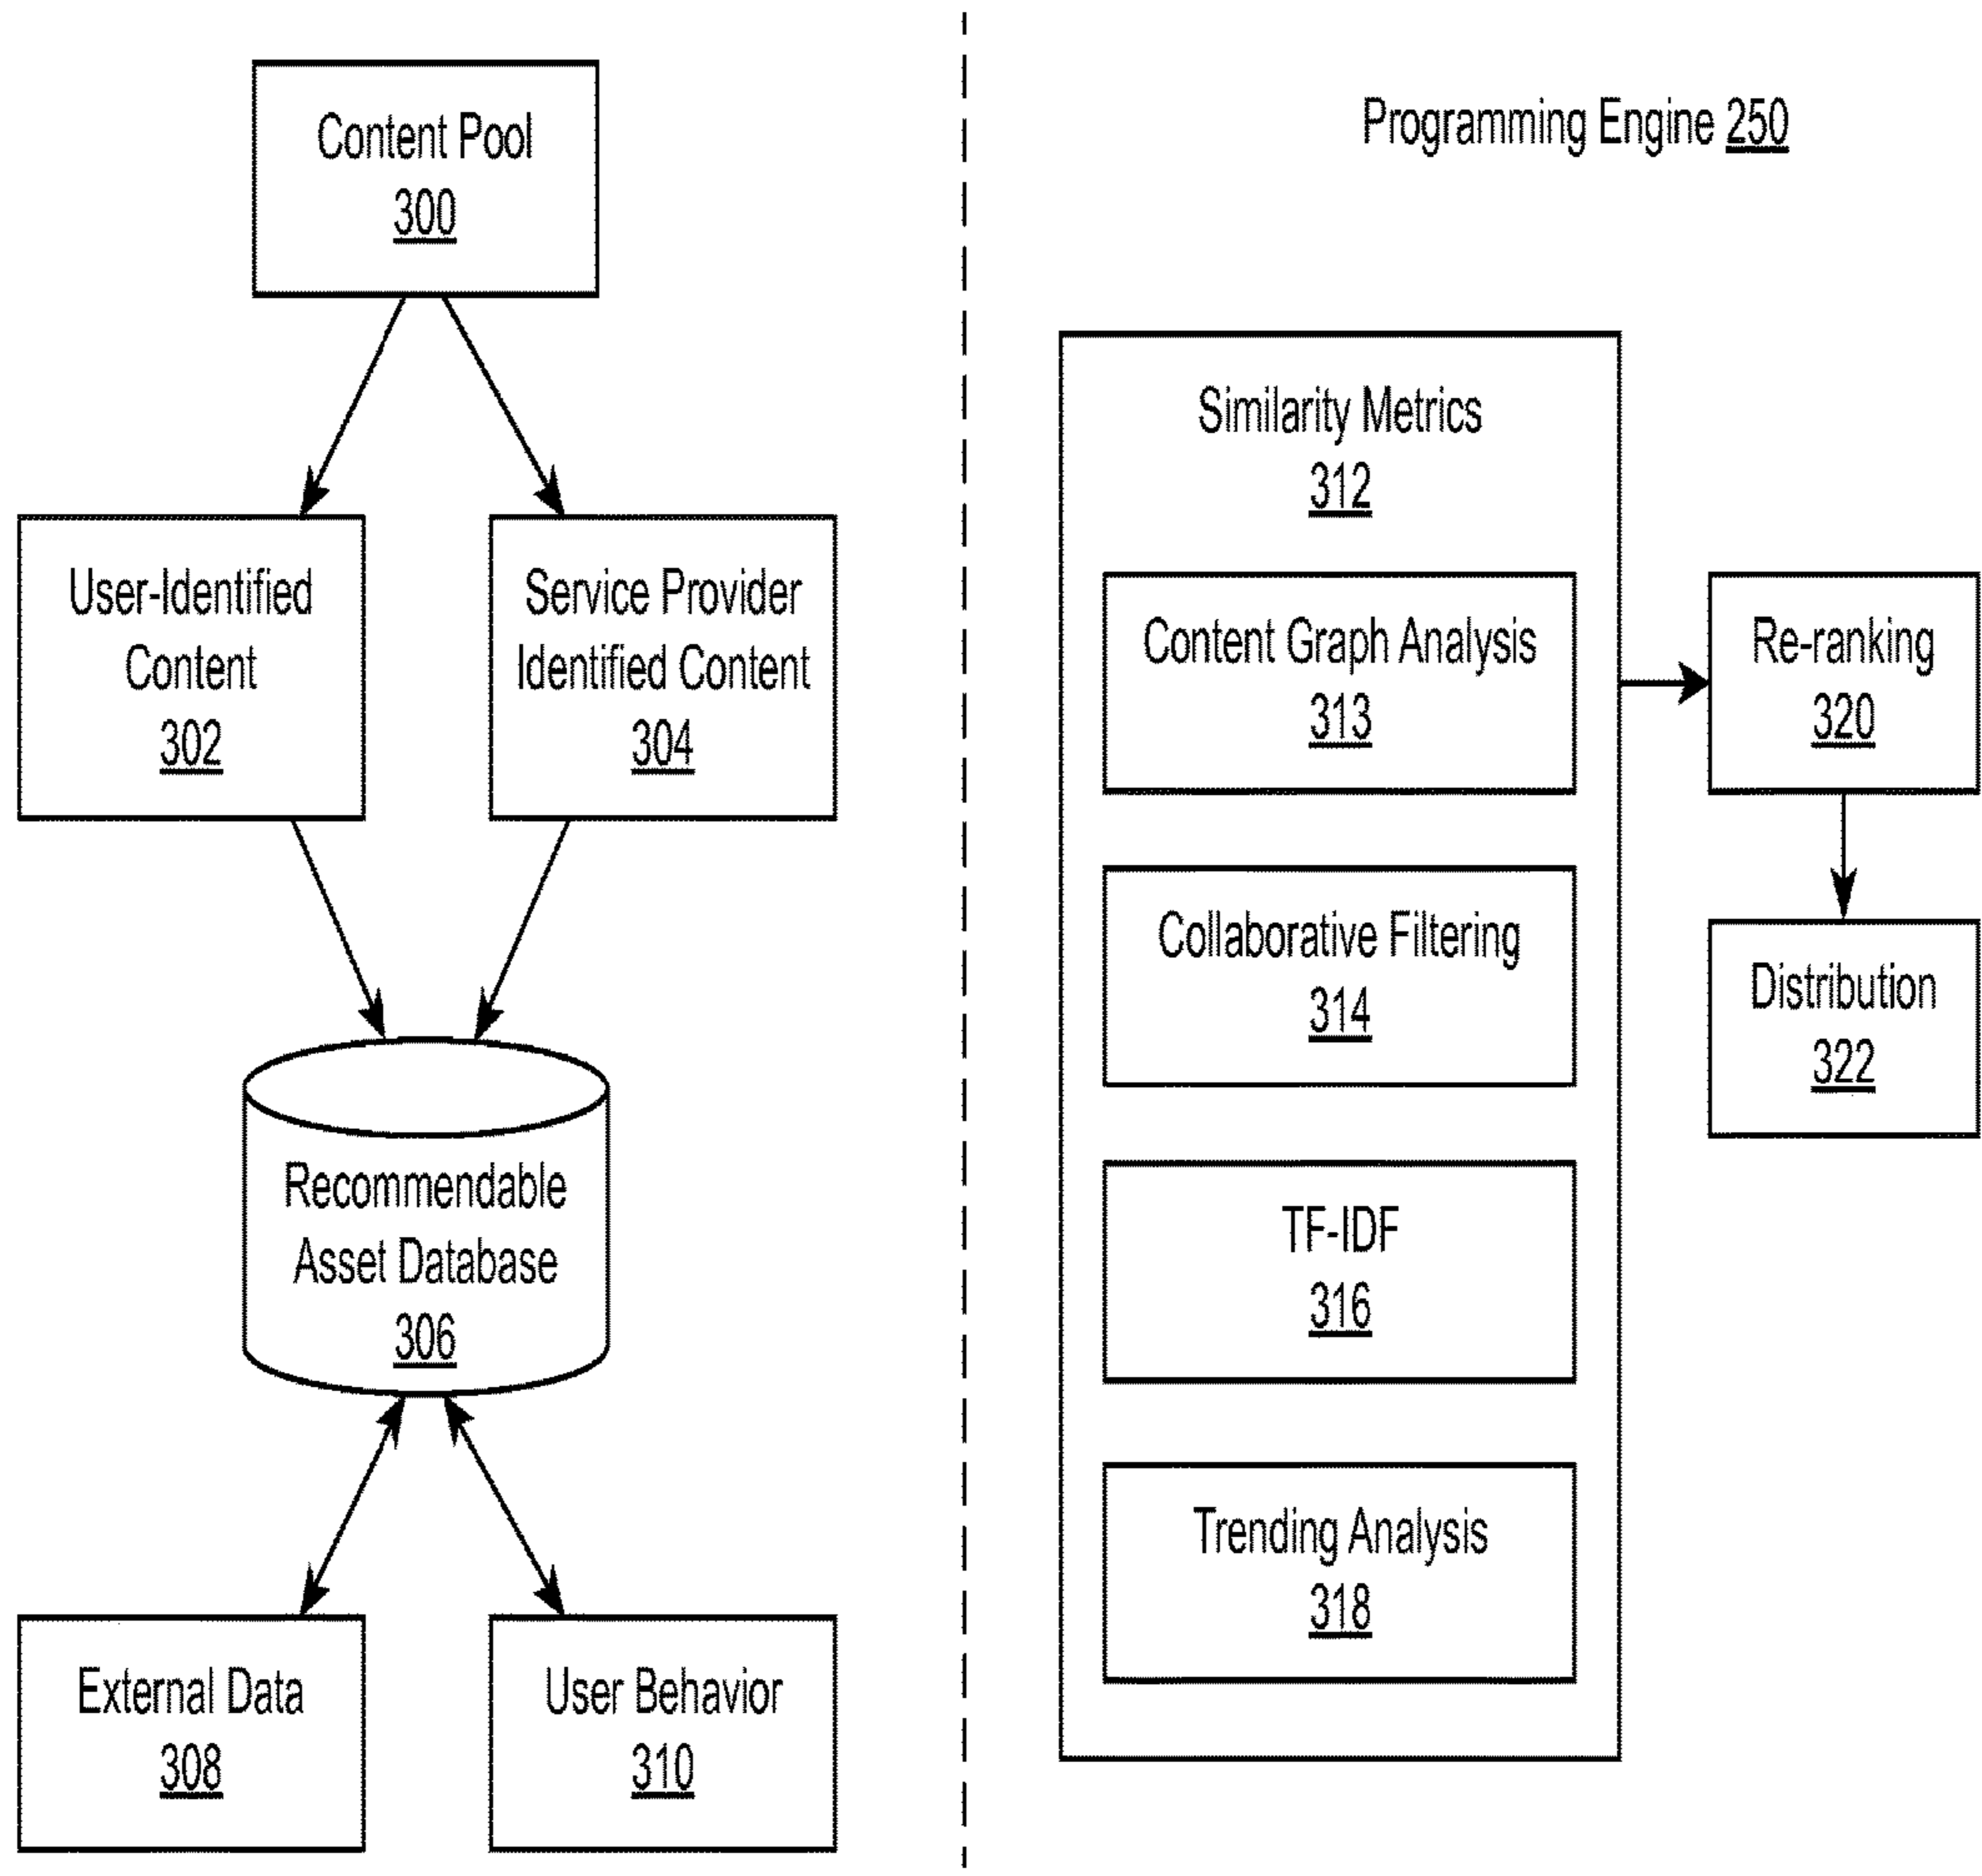 Content Pool
300
User-Identified
Content
302
Service Provider
Identified Content
304
Recommendable
Asset Database
306
External Data
308
User Behavior
310
Programming Engine 250
Similarity Metrics
312
Content Graph Analysis
313
Collaborative Filtering
314
TF-IDF
316
Trending Analysis
318
Re-ranking
320
Distribution
322